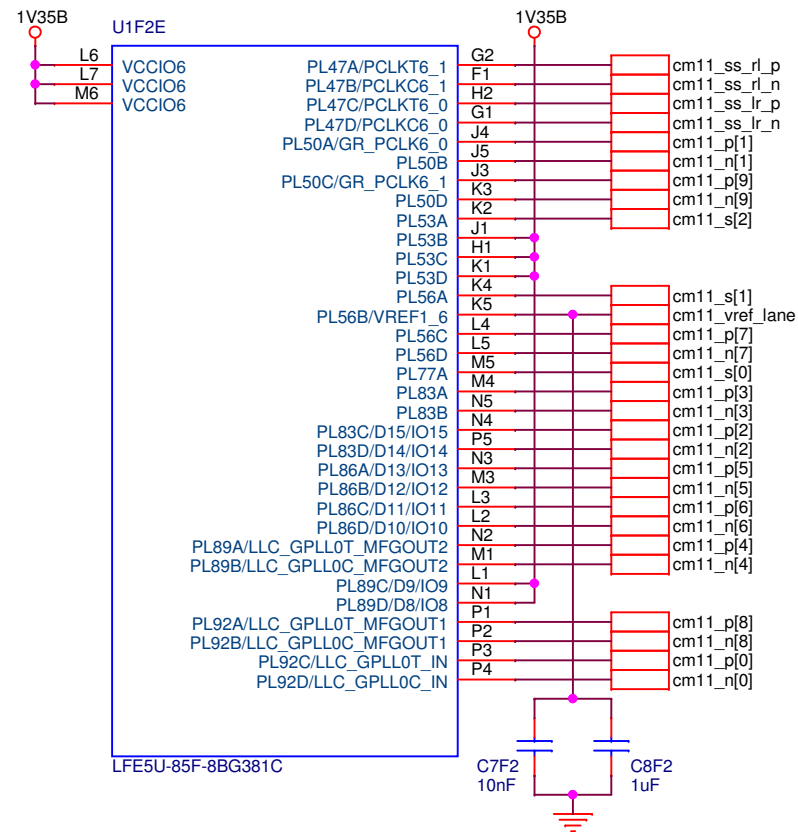 1V35B
1V35B
U1F2E
L6 VCCIO6
L7 VCCIO6
M6 VCCIO6
PL47A/PCLKT6_1 G2 cm11_ss_rl_p
PL47B/PCLKC6_1 F1 cm11_ss_rl_n
PL47C/PCLKT6_0 H2 cm11_ss_lr_p
PL47D/PCLKC6_0 G1 cm11_ss_lr_n
PL50A/GR_PCLK6_0 J4 cm11_p[1]
PL50B J5 cm11_n[1]
PL50C/GR_PCLK6_1 J3 cm11_p[9]
PL50D K3 cm11_n[9]
PL53A K2 cm11_s[2]
PL53B J1
PL53C H1
PL53D K1
PL56A K4 cm11_s[1]
PL56B/VREF1_6 K5 cm11_vref_lane
PL56C L4 cm11_p[7]
PL56D L5 cm11_n[7]
PL77A M5 cm11_s[0]
PL83A M4 cm11_p[3]
PL83B N5 cm11_n[3]
PL83C/D15/IO15 N4 cm11_p[2]
PL83D/D14/IO14 P5 cm11_n[2]
PL86A/D13/IO13 N3 cm11_p[5]
PL86B/D12/IO12 M3 cm11_n[5]
PL86C/D11/IO11 L3 cm11_p[6]
PL86D/D10/IO10 L2 cm11_n[6]
PL89A/LLC_GPLL0T_MFGOUT2 N2 cm11_p[4]
PL89B/LLC_GPLL0C_MFGOUT2 M1 cm11_n[4]
PL89C/D9/IO9 L1
PL89D/D8/IO8 N1
PL92A/LLC_GPLL0T_MFGOUT1 P1 cm11_p[8]
PL92B/LLC_GPLL0C_MFGOUT1 P2 cm11_n[8]
PL92C/LLC_GPLL0T_IN P3 cm11_p[0]
PL92D/LLC_GPLL0C_IN P4 cm11_n[0]
LFE5U-85F-8BG381C
C7F2
10nF
C8F2
1uF